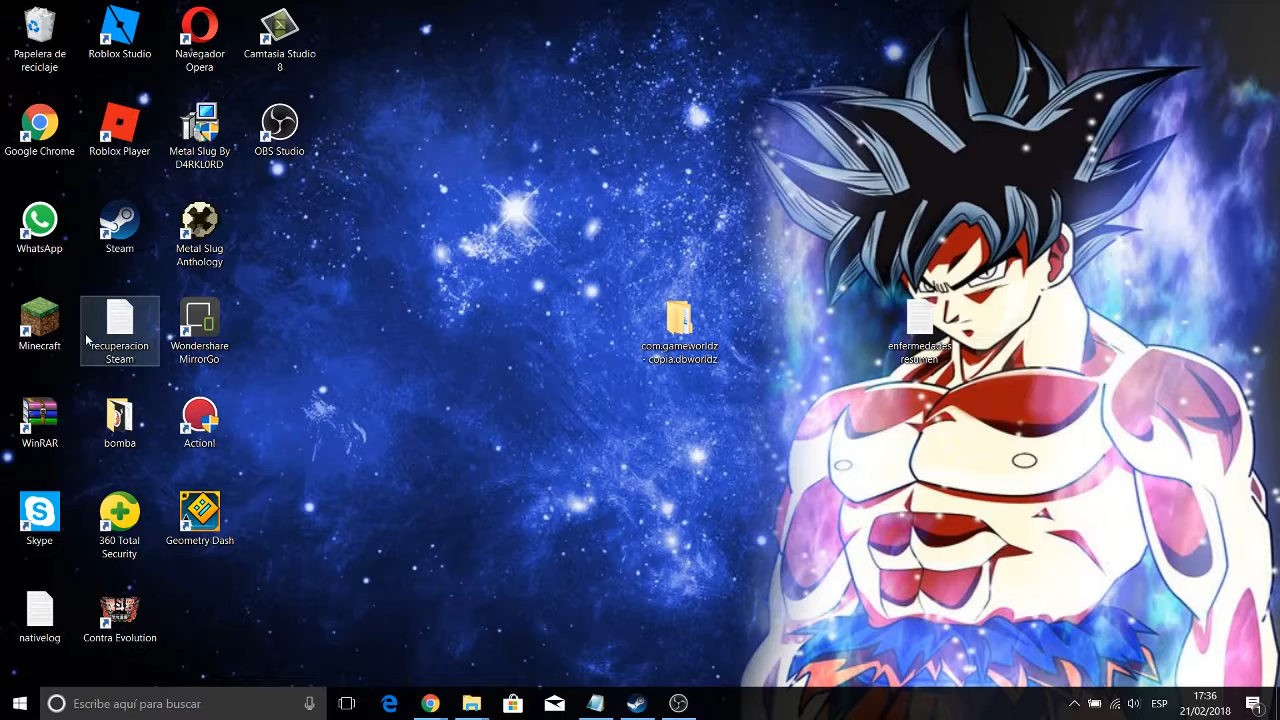 Papelera de
reciclaje
Roblox Studio
Navegador
Opera
Camtasia Studio
8
Google Chrome
Roblox Player
Metal Slug By
D4RKL0RD
OBS Studio
WhatsApp
Steam
Metal Slug
Anthology
Minecraft
recuperacion
Steam
Wondershare
MirrorGo
com.gameworldz
- copia.dbworldz
enfermedades
resumen
WinRAR
bomba
Action!
Skype
360 Total
Security
Geometry Dash
nativelog
Contra Evolution
Escribe aquí para buscar
ESP
17:36
21/02/2018